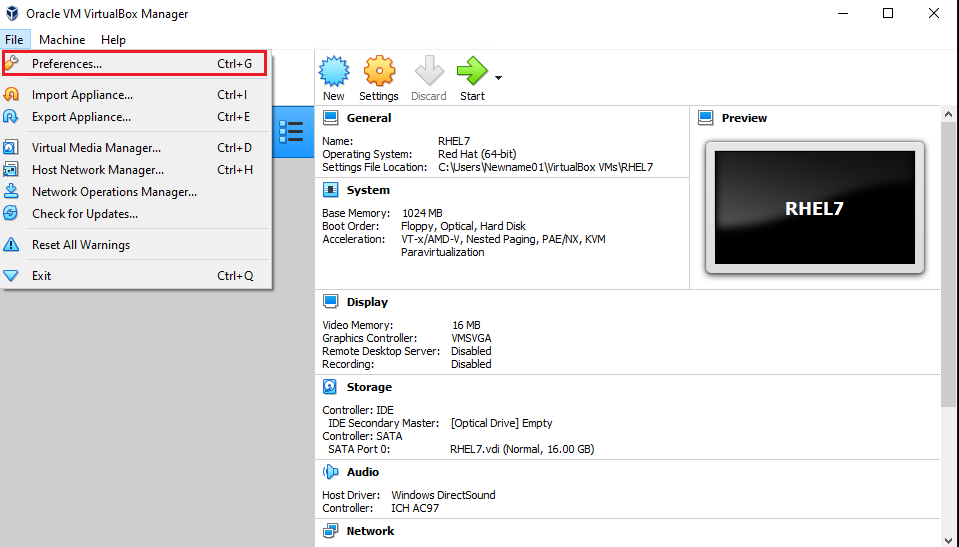 Oracle VM VirtualBox Manager
File Machine Help
Preferences... Ctrl+G
Import Appliance... Ctrl+I
Export Appliance... Ctrl+E
Virtual Media Manager... Ctrl+D
Host Network Manager... Ctrl+H
Network Operations Manager...
Check for Updates...
Reset All Warnings
Exit Ctrl+Q
New Settings Discard Start
General
Name: RHEL7
Operating System: Red Hat (64-bit)
Settings File Location: C:\Users\Newname01\VirtualBox VMs\RHEL7
System
Base Memory: 1024 MB
Boot Order: Floppy, Optical, Hard Disk
Acceleration: VT-x/AMD-V, Nested Paging, PAE/NX, KVM
Paravirtualization
Preview
RHEL7
Display
Video Memory: 16 MB
Graphics Controller: VMSVGA
Remote Desktop Server: Disabled
Recording: Disabled
Storage
Controller: IDE
IDE Secondary Master: [Optical Drive] Empty
Controller: SATA
SATA Port 0: RHEL7.vdi (Normal, 16.00 GB)
Audio
Host Driver: Windows DirectSound
Controller: ICH AC97
Network